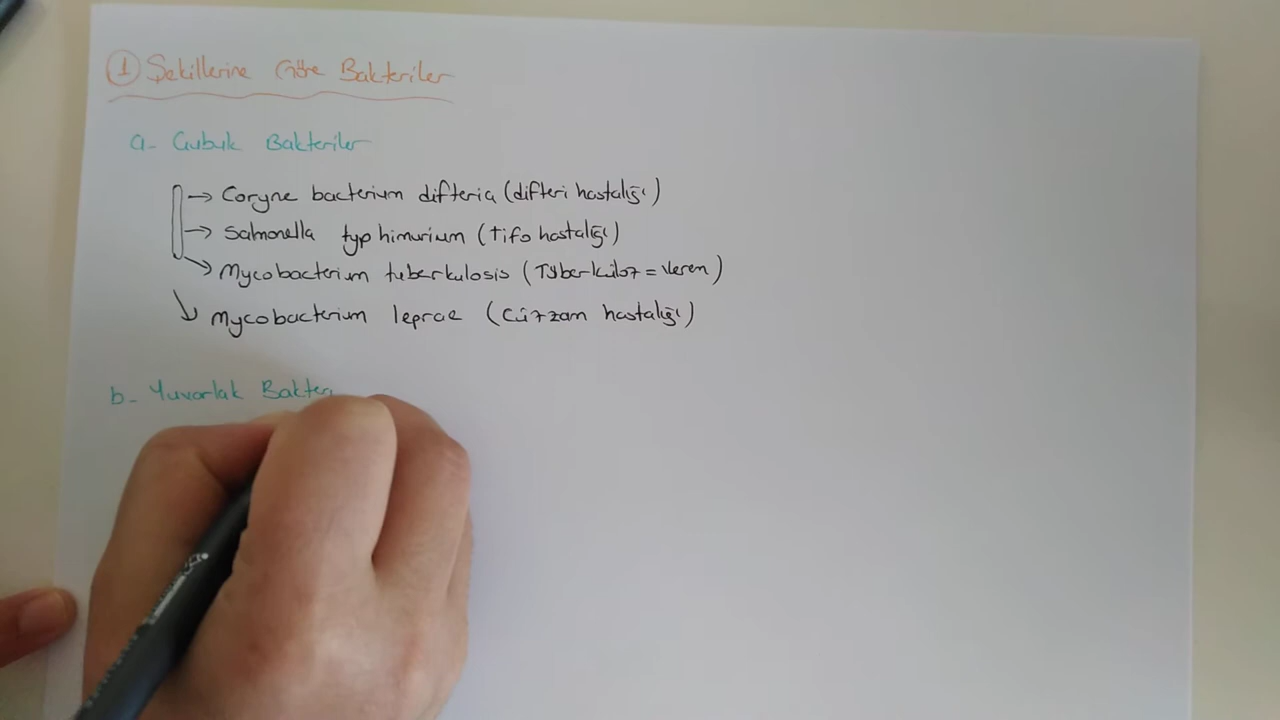 1 Şekillerine Göre Bakteriler
a- Çubuk Bakteriler
→ Coryne bacterium difteria (difteri hastalığı)
→ Salmonella typhimurium (Tifo hastalığı)
→ Mycobacterium tuberkulosis (Tüberküloz = Verem)
→ Mycobacterium leprae (Cüzzam hastalığı)
b- Yuvarlak Bakteri